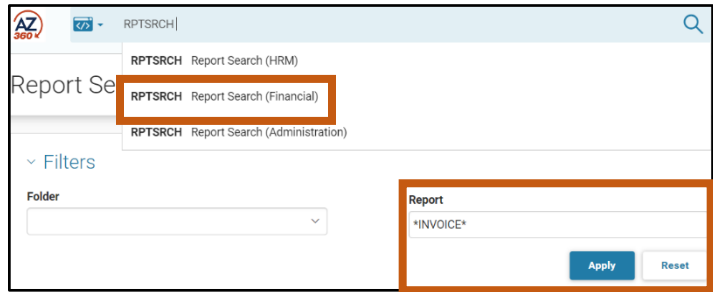 AZ
360
</>
RPTSRCH
RPTSRCH Report Search (HRM)
Report Se
RPTSRCH Report Search (Financial)
RPTSRCH Report Search (Administration)
Filters
Folder
Report
*INVOICE*
Apply
Reset